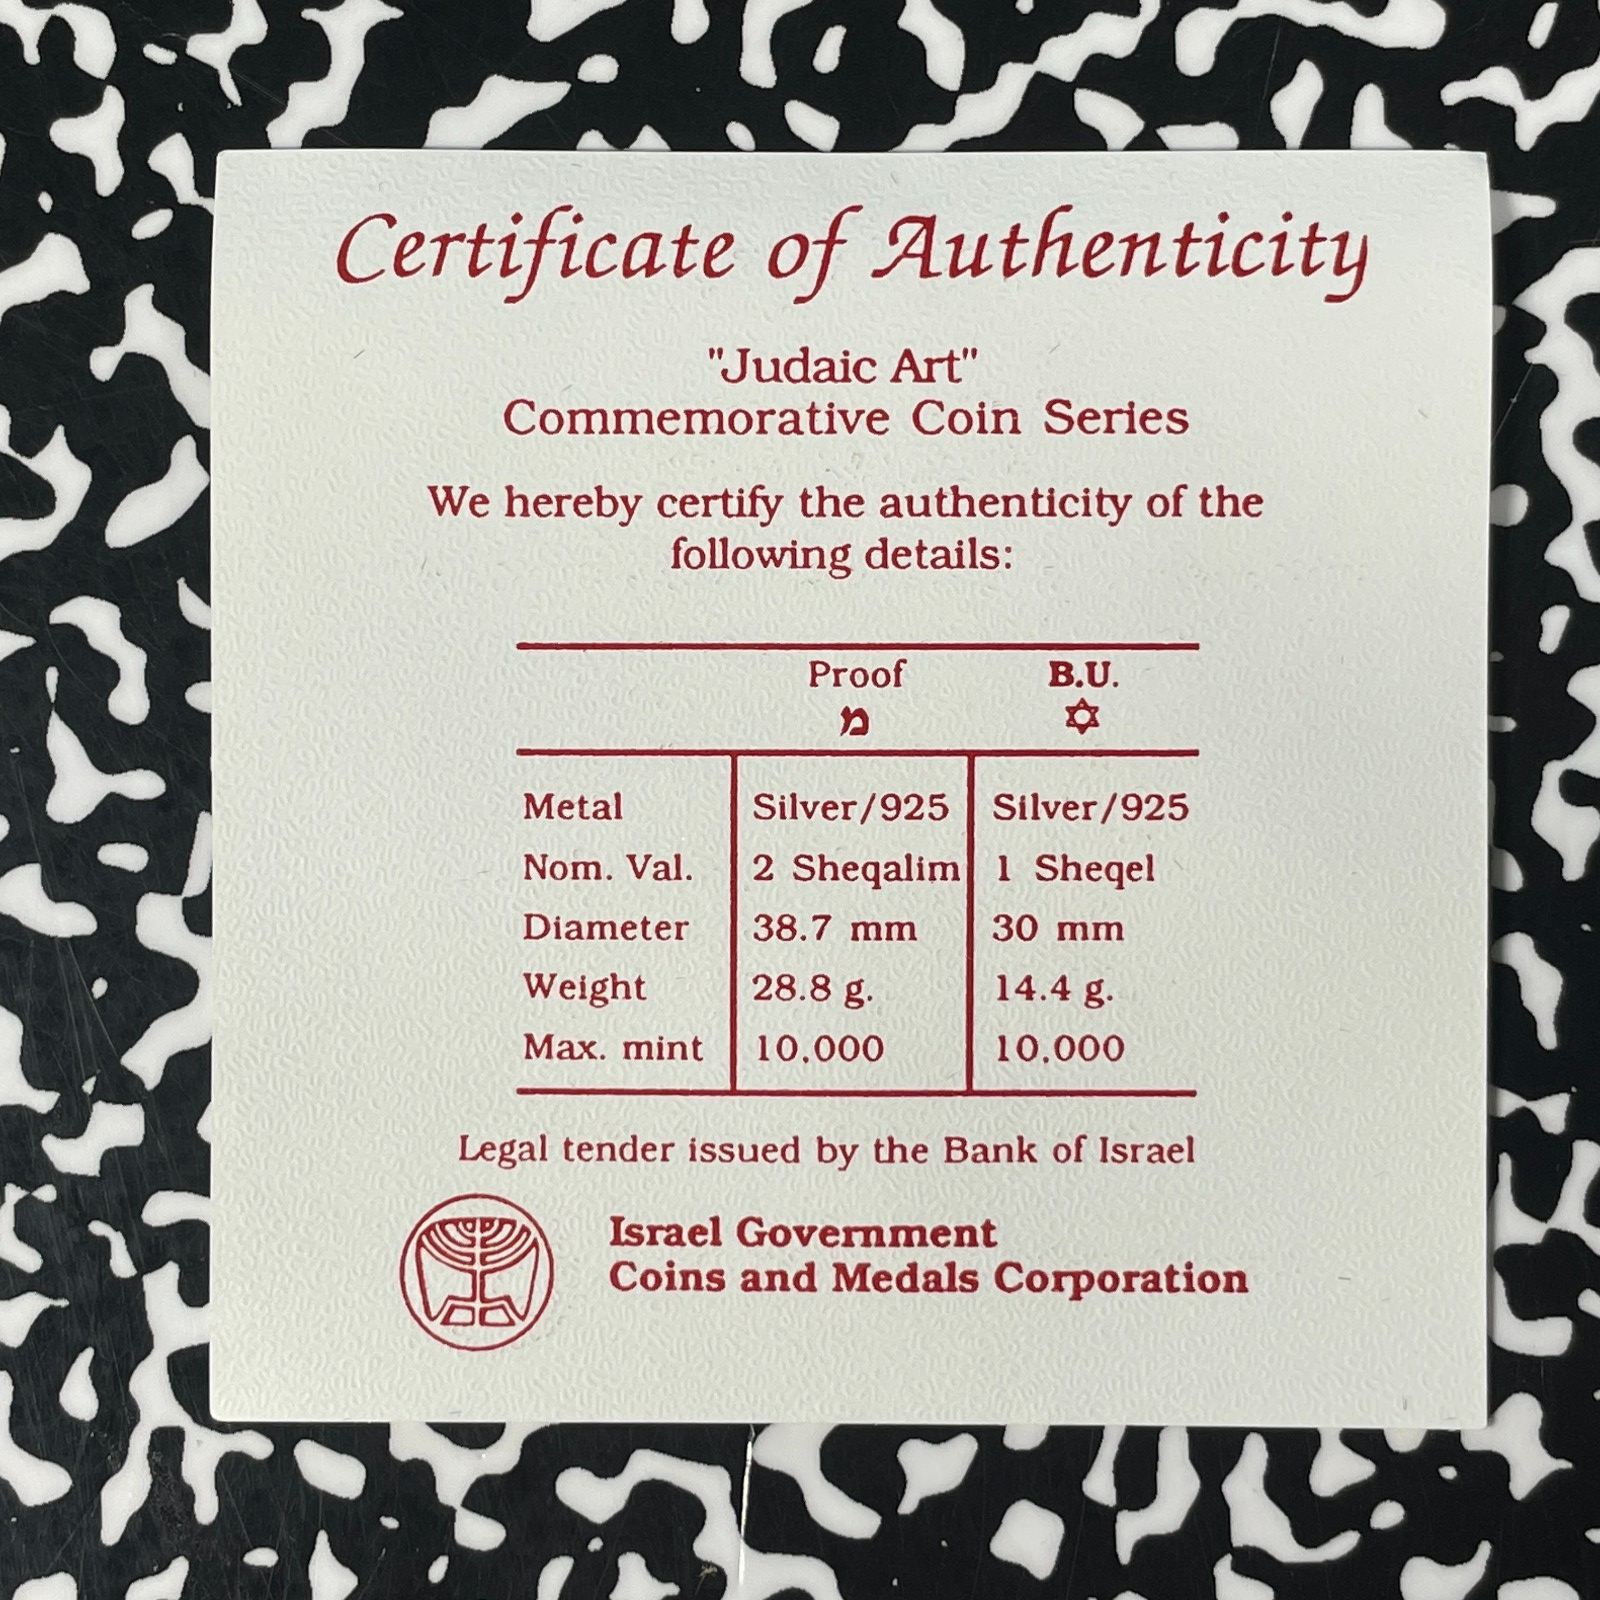 Certificate of Authenticity
"Judaic Art"
Commemorative Coin Series
We hereby certify the authenticity of the
following details:
Proof B.U.
מ ✡
Metal Silver/925 Silver/925
Nom. Val. 2 Sheqalim 1 Sheqel
Diameter 38.7 mm 30 mm
Weight 28.8 g. 14.4 g.
Max. mint 10,000 10,000
Legal tender issued by the Bank of Israel
Israel Government
Coins and Medals Corporation